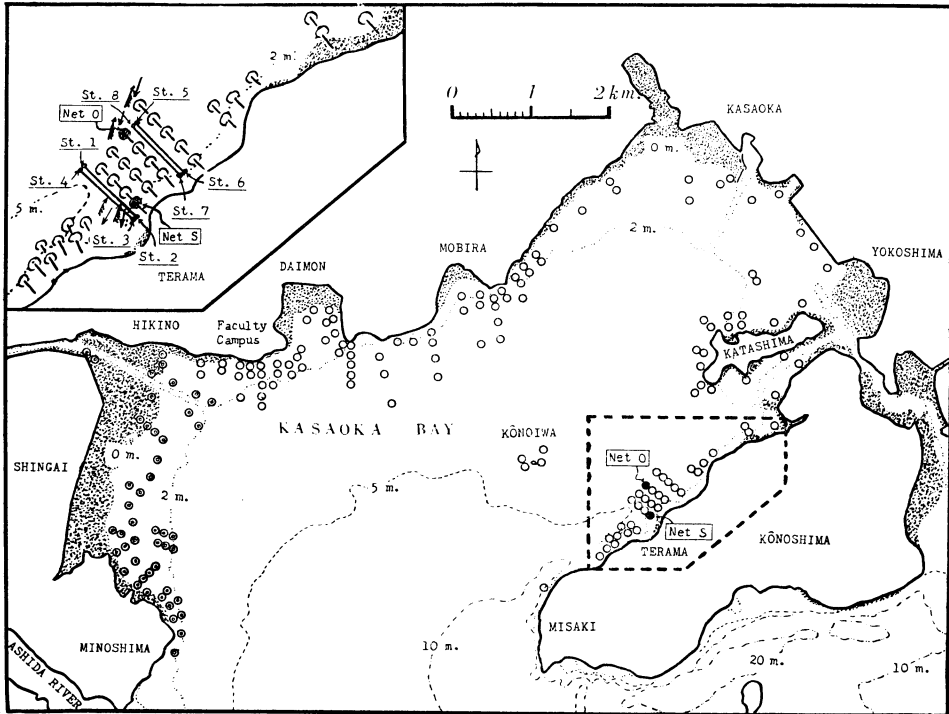 2 m.
St. 5
St. 8
Net O
St. 1
St. 4
St. 6
5 m.
St. 7
St. 3
Net S
St. 2
TERAMA
0 1 2 km.
KASAOKA
0 m.
2 m.
YOKOSHIMA
MOBIRA
DAIMON
HIKINO
Faculty
Campus
KATASHIMA
KASAOKA BAY
KŌNOIWA
SHINGAI
0 m.
2 m.
5 m.
Net O
Net S
TERAMA
KŌNOSHIMA
MISAKI
MINOSHIMA
10 m.
20 m.
10 m.
ASHIDA RIVER